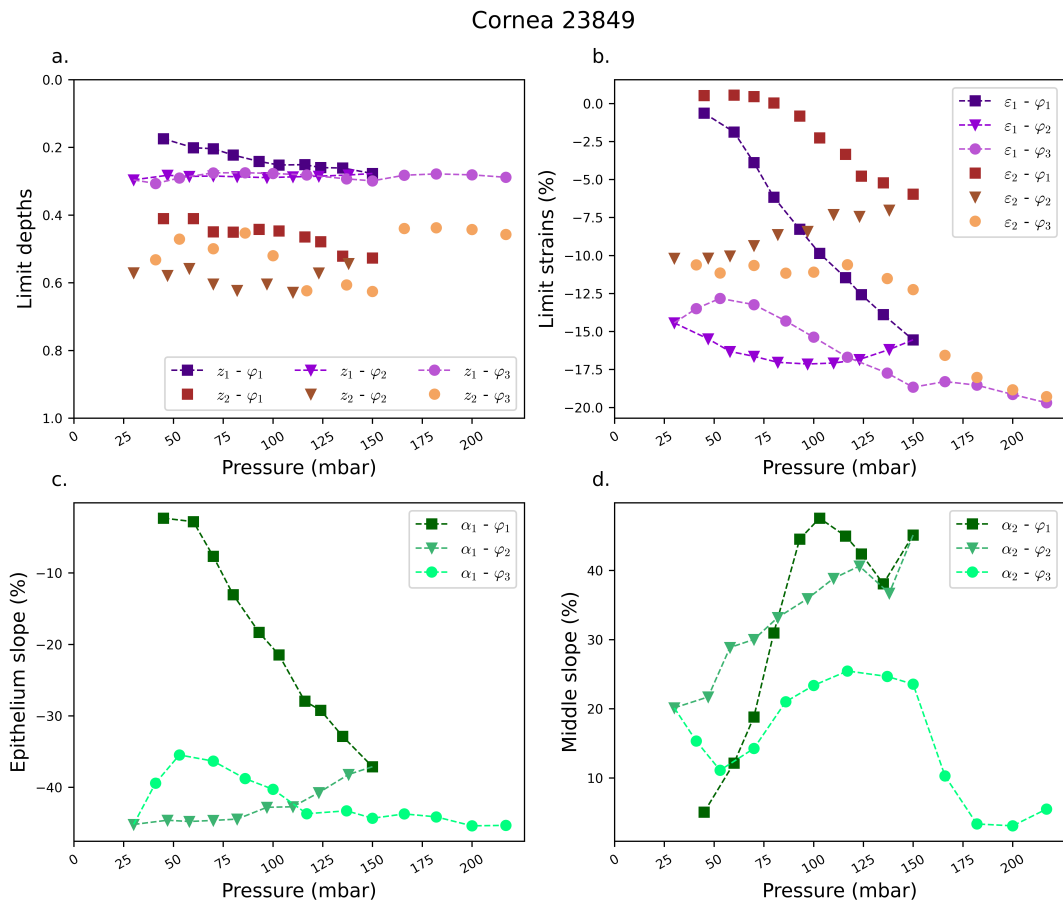 Cornea 23849
a.
0.0
0.2
0.4
0.6
0.8
1.0
Limit depths
z₁ - φ₁ z₁ - φ₂ z₁ - φ₃
z₂ - φ₁ z₂ - φ₂ z₂ - φ₃
0 25 50 75 100 125 150 175 200
Pressure (mbar)
b.
0.0
−2.5
−5.0
−7.5
−10.0
−12.5
−15.0
−17.5
−20.0
Limit strains (%)
ε₁ - φ₁
ε₁ - φ₂
ε₁ - φ₃
ε₂ - φ₁
ε₂ - φ₂
ε₂ - φ₃
0 25 50 75 100 125 150 175 200
Pressure (mbar)
c.
−10
−20
−30
−40
Epithelium slope (%)
α₁ - φ₁
α₁ - φ₂
α₁ - φ₃
0 25 50 75 100 125 150 175 200
Pressure (mbar)
d.
40
30
20
10
Middle slope (%)
α₂ - φ₁
α₂ - φ₂
α₂ - φ₃
0 25 50 75 100 125 150 175 200
Pressure (mbar)